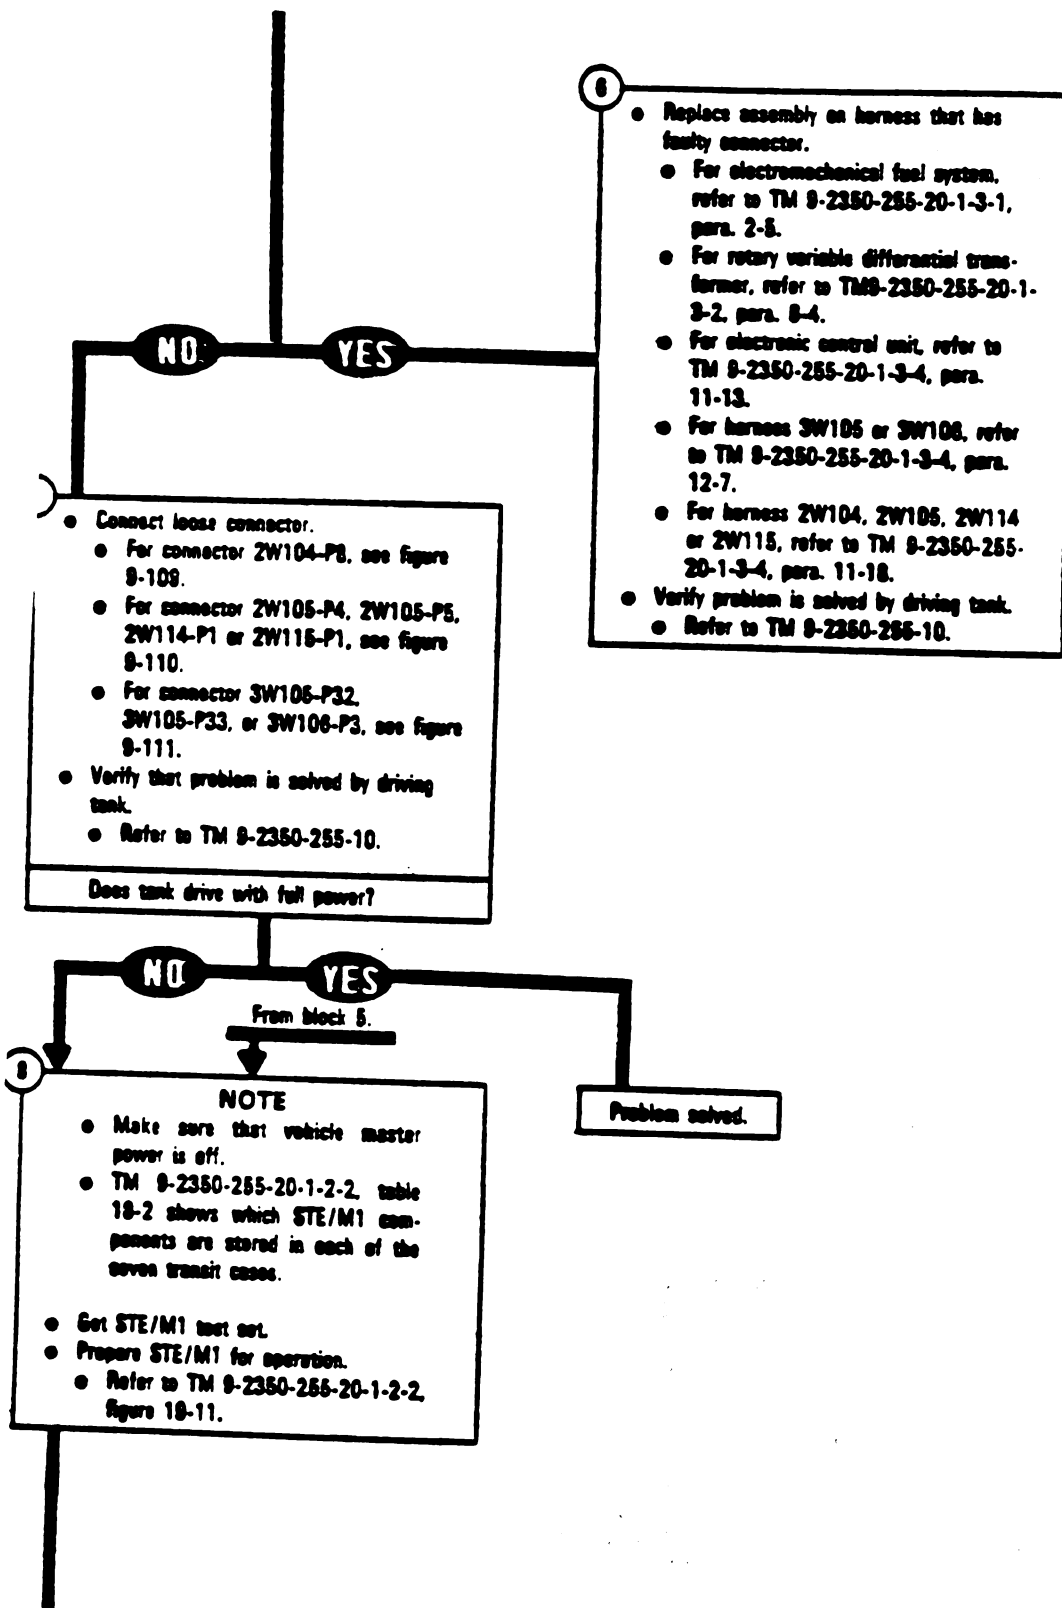 6
● Replace assembly on harness that has
faulty connector.
● For electromechanical fuel system,
refer to TM 9-2350-255-20-1-3-1,
para. 2-5.
● For rotary variable differential trans-
former, refer to TM9-2350-255-20-1-
3-2, para. 8-4.
● For electronic control unit, refer to
TM 9-2350-255-20-1-3-4, para.
11-13.
● For harness 3W105 or 3W106, refer
to TM 9-2350-255-20-1-3-4, para.
12-7.
● For harness 2W104, 2W105, 2W114
or 2W115, refer to TM 9-2350-255-
20-1-3-4, para. 11-18.
● Verify problem is solved by driving tank.
● Refer to TM 9-2350-255-10.
NO
YES
● Connect loose connector.
● For connector 2W104-P8, see figure
9-109.
● For connector 2W105-P4, 2W105-P5,
2W114-P1 or 2W115-P1, see figure
9-110.
● For connector 3W105-P32,
3W105-P33, or 3W106-P3, see figure
9-111.
● Verify that problem is solved by driving
tank.
● Refer to TM 9-2350-255-10.
Does tank drive with full power?
NO
YES
From block 5.
8
NOTE
● Make sure that vehicle master
power is off.
● TM 9-2350-255-20-1-2-2, table
19-2 shows which STE/M1 com-
ponents are stored in each of the
seven transit cases.
● Get STE/M1 test set.
● Prepare STE/M1 for operation.
● Refer to TM 9-2350-255-20-1-2-2,
figure 19-11.
Problem solved.